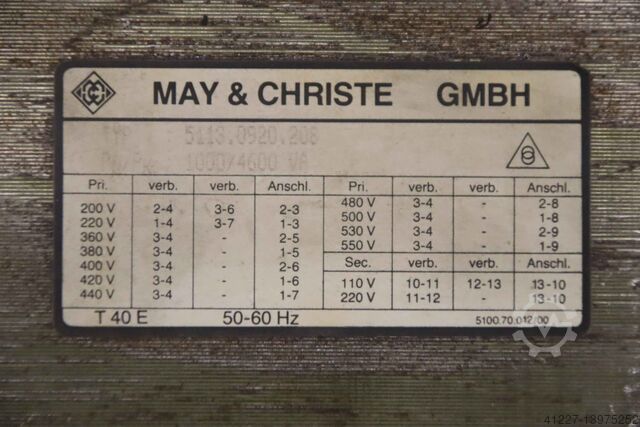 MAY & CHRISTE GMBH
Typ 5113.0920.208
1000/4600 VA
Pri. verb. verb. Anschl.
200 V 2-4 3-6 2-3
220 V 1-4 3-7 1-3
360 V 3-4 - 2-5
380 V 3-4 - 1-5
400 V 3-4 - 2-6
420 V 3-4 - 1-6
440 V 3-4 - 1-7
Pri. verb. verb. Anschl.
480 V 3-4 - 2-8
500 V 3-4 - 1-8
530 V 3-4 - 2-9
550 V 3-4 - 1-9
Sec. verb. verb. Anschl.
110 V 10-11 12-13 13-10
220 V 11-12 - 13-10
T 40 E 50-60 Hz 5100.70.012/00
41227-18975252